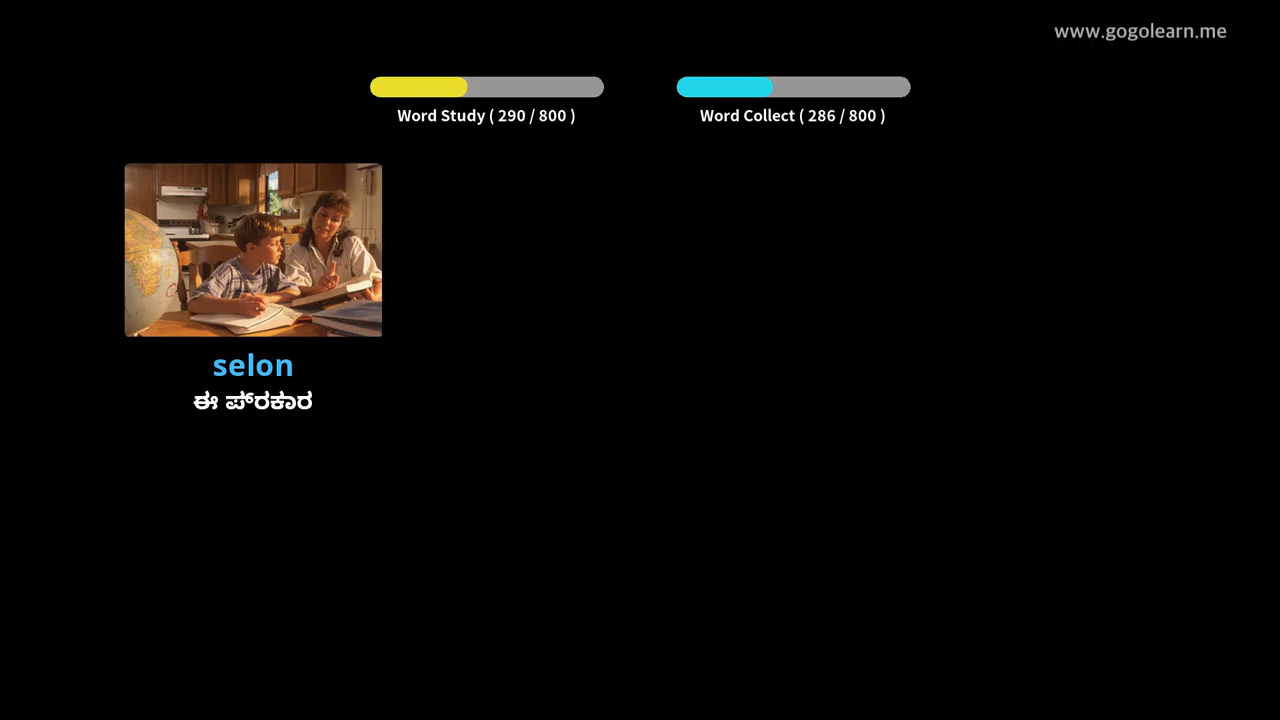 www.gogolearn.me
Word Study ( 290 / 800 )
Word Collect ( 286 / 800 )
selon
ಈ ಪ್ರಕಾರ